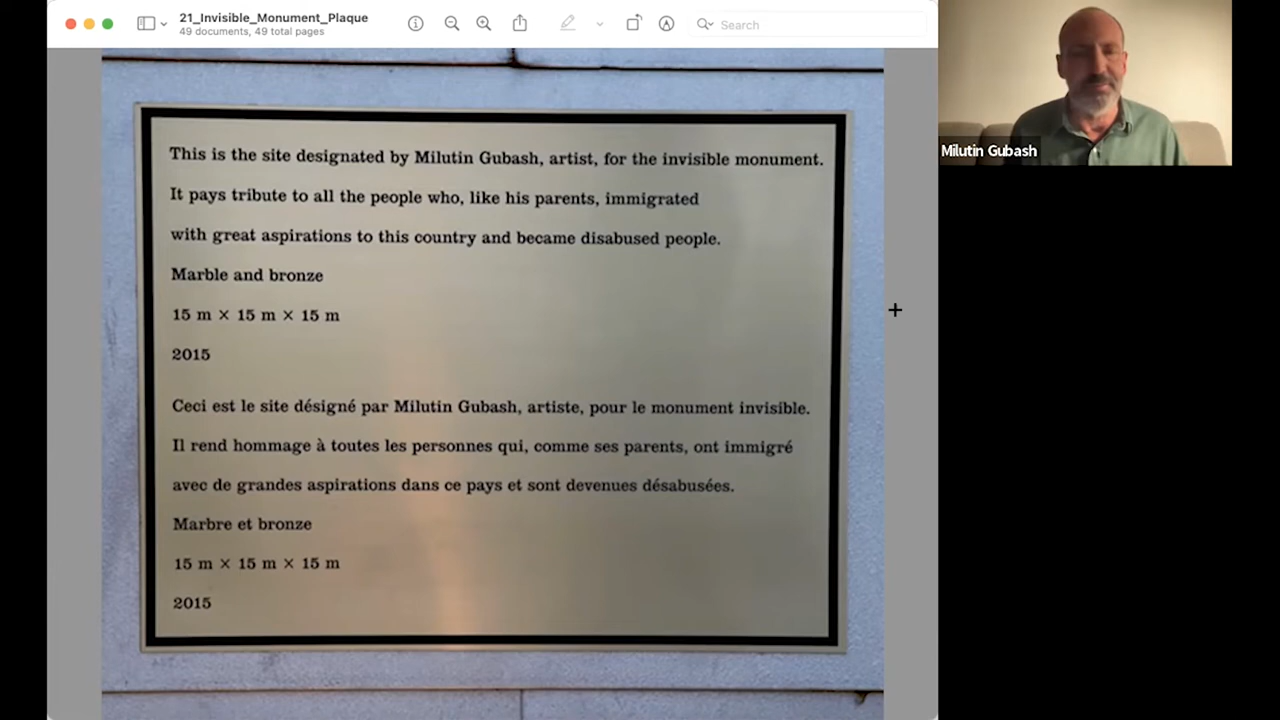 21_Invisible_Monument_Plaque
49 documents, 49 total pages
Search
This is the site designated by Milutin Gubash, artist, for the invisible monument.
It pays tribute to all the people who, like his parents, immigrated
with great aspirations to this country and became disabused people.
Marble and bronze
15 m × 15 m × 15 m
2015
Ceci est le site désigné par Milutin Gubash, artiste, pour le monument invisible.
Il rend hommage à toutes les personnes qui, comme ses parents, ont immigré
avec de grandes aspirations dans ce pays et sont devenues désabusées.
Marbre et bronze
15 m × 15 m × 15 m
2015
Milutin Gubash